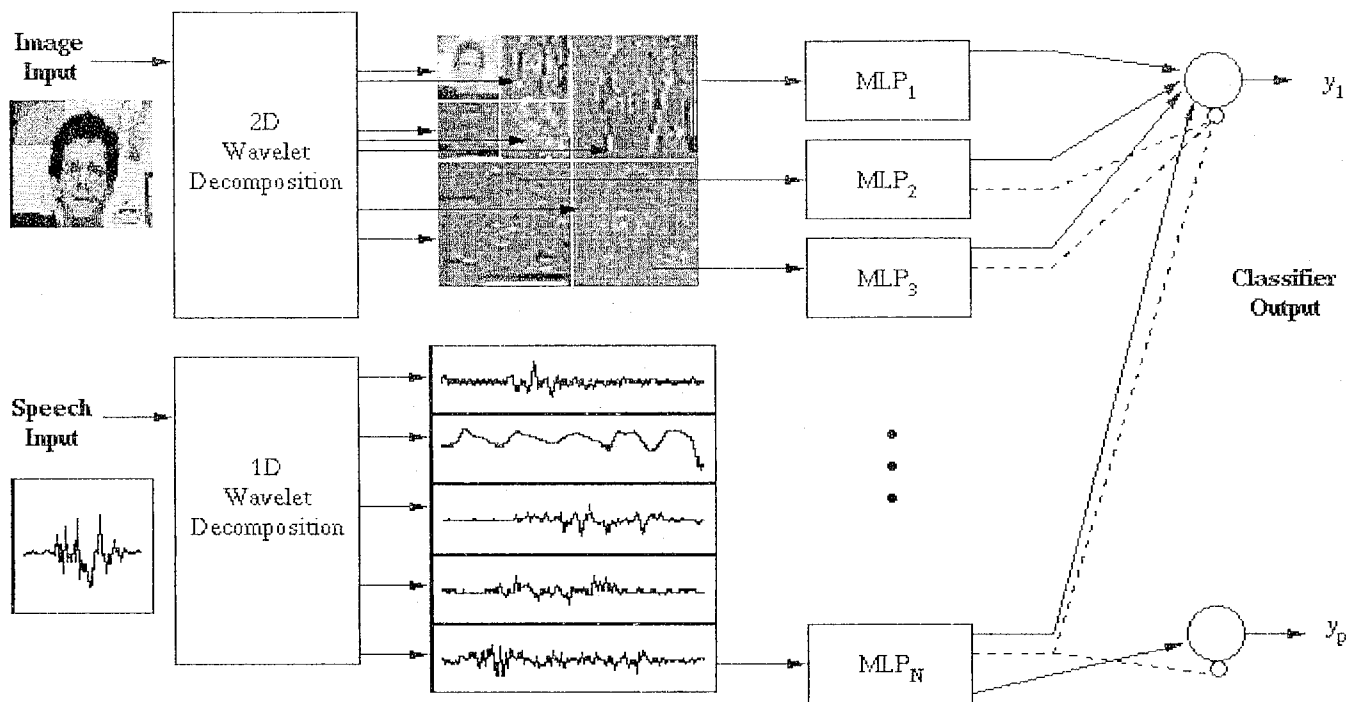 Image
Input
2D
Wavelet
Decomposition
MLP1
MLP2
MLP3
y1
Classifier
Output
Speech
Input
1D
Wavelet
Decomposition
MLPN
yp